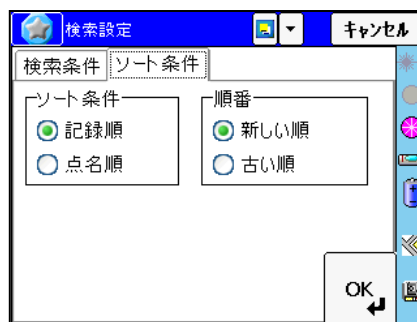 検索設定
キャンセル
検索条件 ソート条件
ソート条件 順番
記録順 新しい順
点名順 古い順
OK